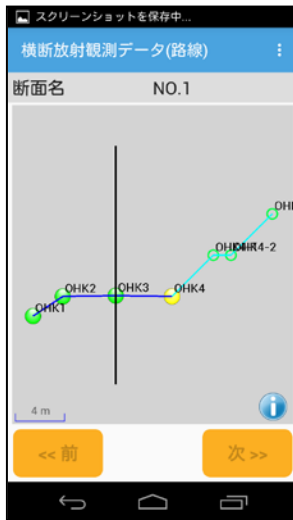 スクリーンショットを保存中...
横断放射観測データ(路線)
断面名 NO.1
OHK4-2
OHK2 OHK3 OHK4
OHK1
4 m
<< 前 次 >>